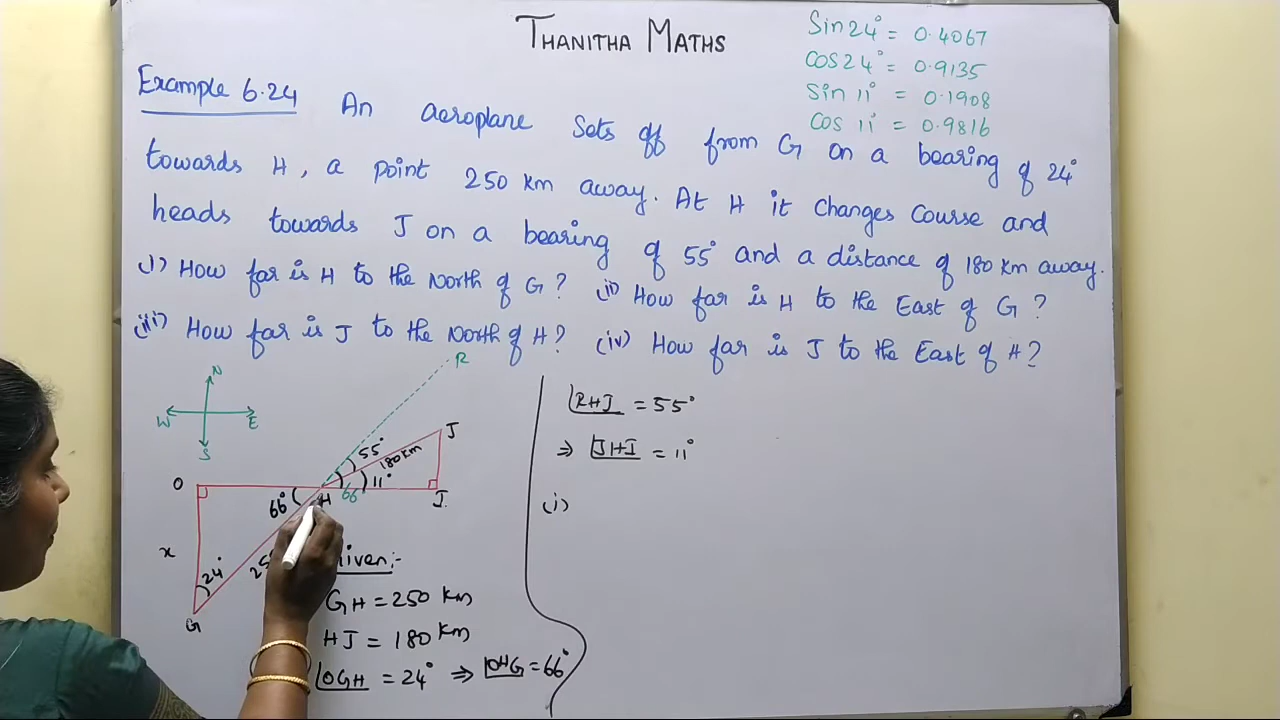 THANITHA MATHS
Sin 24° = 0.4067
COS 24° = 0.9135
Sin 11° = 0.1908
COS 11° = 0.9816
Example 6.24 An aeroplane sets off from G on a bearing of 24°
towards H, a point 250 km away. At H it changes course and
heads towards J on a bearing of 55° and a distance of 180 km away.
(i) How far is H to the North of G? (ii) How far is H to the East of G?
(iii) How far is J to the North of H? (iv) How far is J to the East of H?
N
W E
S
R
J
55°
180 km
O
66° H 66 11°
I
x
24°
25
G
iven:-
GH = 250 km
HJ = 180 km
∠OGH = 24° ⇒ ∠OHG = 66°
∠RHJ = 55°
⇒ ∠JHI = 11°
(i)